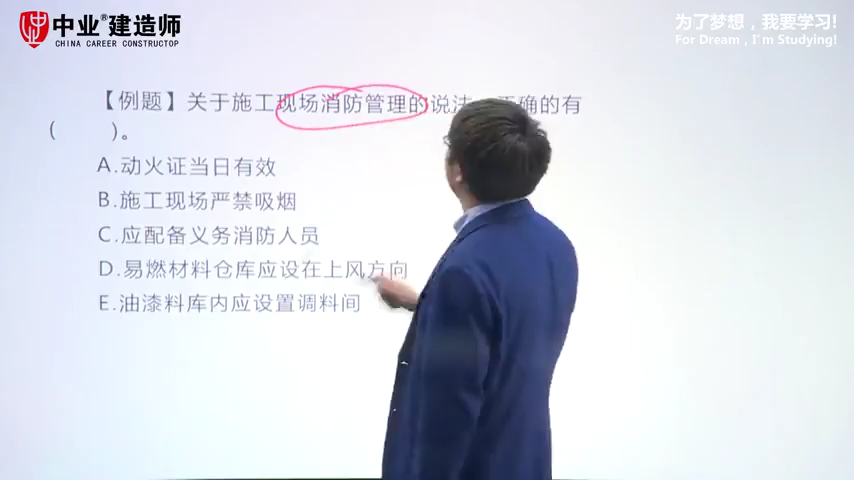 中业®建造师
CHINA CAREER CONSTRUCTOP
为了梦想，我要学习!
For Dream, I'm Studying!
【例题】关于施工现场消防管理的说法 正确的有
( )。
A.动火证当日有效
B.施工现场严禁吸烟
C.应配备义务消防人员
D.易燃材料仓库应设在上风方向
E.油漆料库内应设置调料间